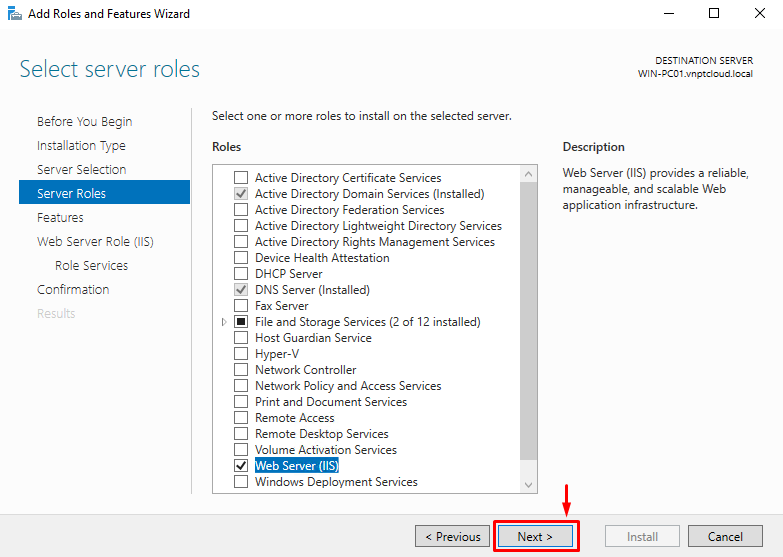 Add Roles and Features Wizard
Select server roles
DESTINATION SERVER
WIN-PC01.vnptcloud.local
Before You Begin
Installation Type
Server Selection
Server Roles
Features
Web Server Role (IIS)
Role Services
Confirmation
Results
Select one or more roles to install on the selected server.
Roles
Active Directory Certificate Services
Active Directory Domain Services (Installed)
Active Directory Federation Services
Active Directory Lightweight Directory Services
Active Directory Rights Management Services
Device Health Attestation
DHCP Server
DNS Server (Installed)
Fax Server
File and Storage Services (2 of 12 installed)
Host Guardian Service
Hyper-V
Network Controller
Network Policy and Access Services
Print and Document Services
Remote Access
Remote Desktop Services
Volume Activation Services
Web Server (IIS)
Windows Deployment Services
Description
Web Server (IIS) provides a reliable,
manageable, and scalable Web
application infrastructure.
< Previous
Next >
Install
Cancel